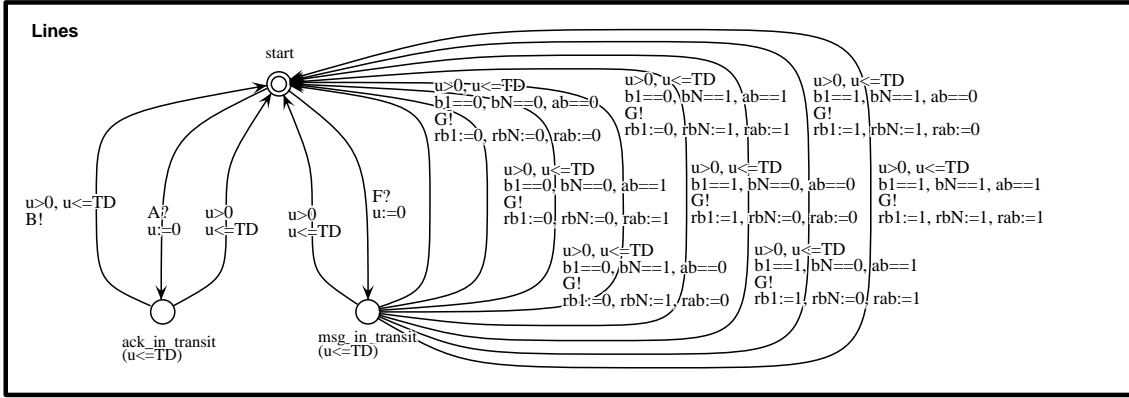 Lines
start
u>0, u<=TD
b1==0, bN==0, ab==0
G!
rb1:=0, rbN:=0, rab:=0
u>0, u<=TD
b1==0, bN==1, ab==1
G!
rb1:=0, rbN:=1, rab:=1
u>0, u<=TD
b1==1, bN==1, ab==0
G!
rb1:=1, rbN:=1, rab:=0
u>0, u<=TD
b1==0, bN==0, ab==1
G!
rb1:=0, rbN:=0, rab:=1
u>0, u<=TD
b1==1, bN==0, ab==0
G!
rb1:=1, rbN:=0, rab:=0
u>0, u<=TD
b1==1, bN==1, ab==1
G!
rb1:=1, rbN:=1, rab:=1
u>0, u<=TD
B!
A?
u:=0
u>0
u<=TD
u>0
u<=TD
F?
u:=0
u>0, u<=TD
b1==0, bN==1, ab==0
G!
rb1:=0, rbN:=1, rab:=0
u>0, u<=TD
b1==1, bN==0, ab==1
G!
rb1:=1, rbN:=0, rab:=1
ack_in_transit
(u<=TD)
msg_in_transit
(u<=TD)